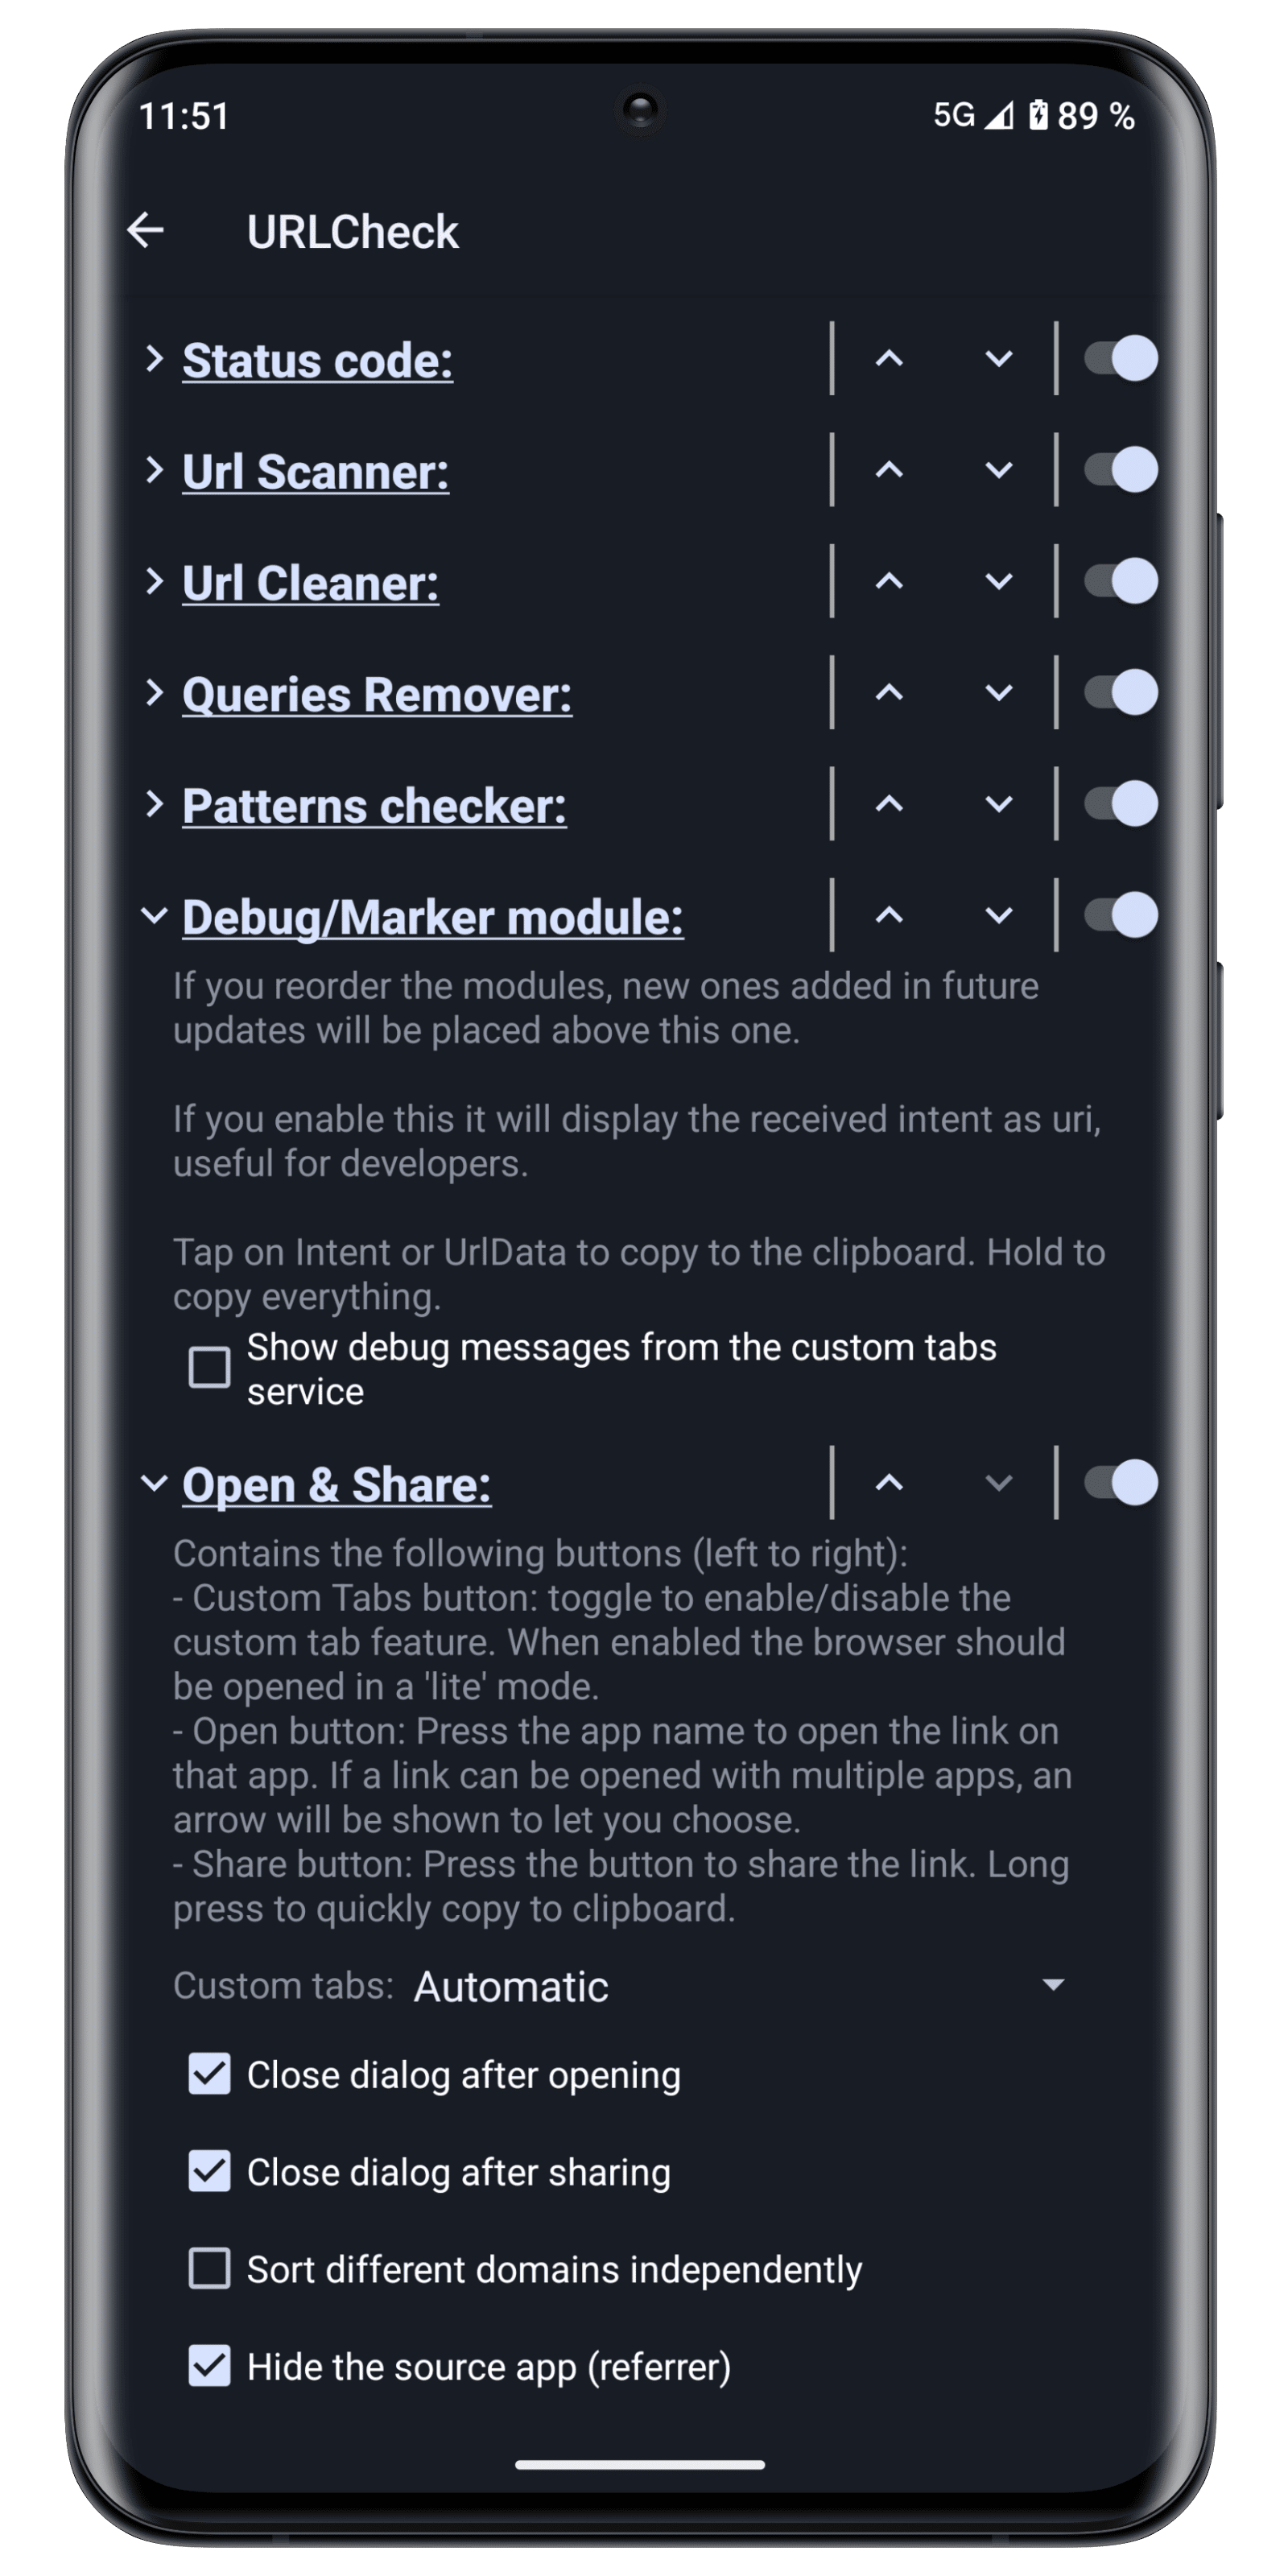 11:51
5G 89 %
URLCheck
Status code:
Url Scanner:
Url Cleaner:
Queries Remover:
Patterns checker:
Debug/Marker module:
If you reorder the modules, new ones added in future
updates will be placed above this one.
If you enable this it will display the received intent as uri,
useful for developers.
Tap on Intent or UrlData to copy to the clipboard. Hold to
copy everything.
Show debug messages from the custom tabs
service
Open & Share:
Contains the following buttons (left to right):
- Custom Tabs button: toggle to enable/disable the
custom tab feature. When enabled the browser should
be opened in a 'lite' mode.
- Open button: Press the app name to open the link on
that app. If a link can be opened with multiple apps, an
arrow will be shown to let you choose.
- Share button: Press the button to share the link. Long
press to quickly copy to clipboard.
Custom tabs: Automatic
Close dialog after opening
Close dialog after sharing
Sort different domains independently
Hide the source app (referrer)